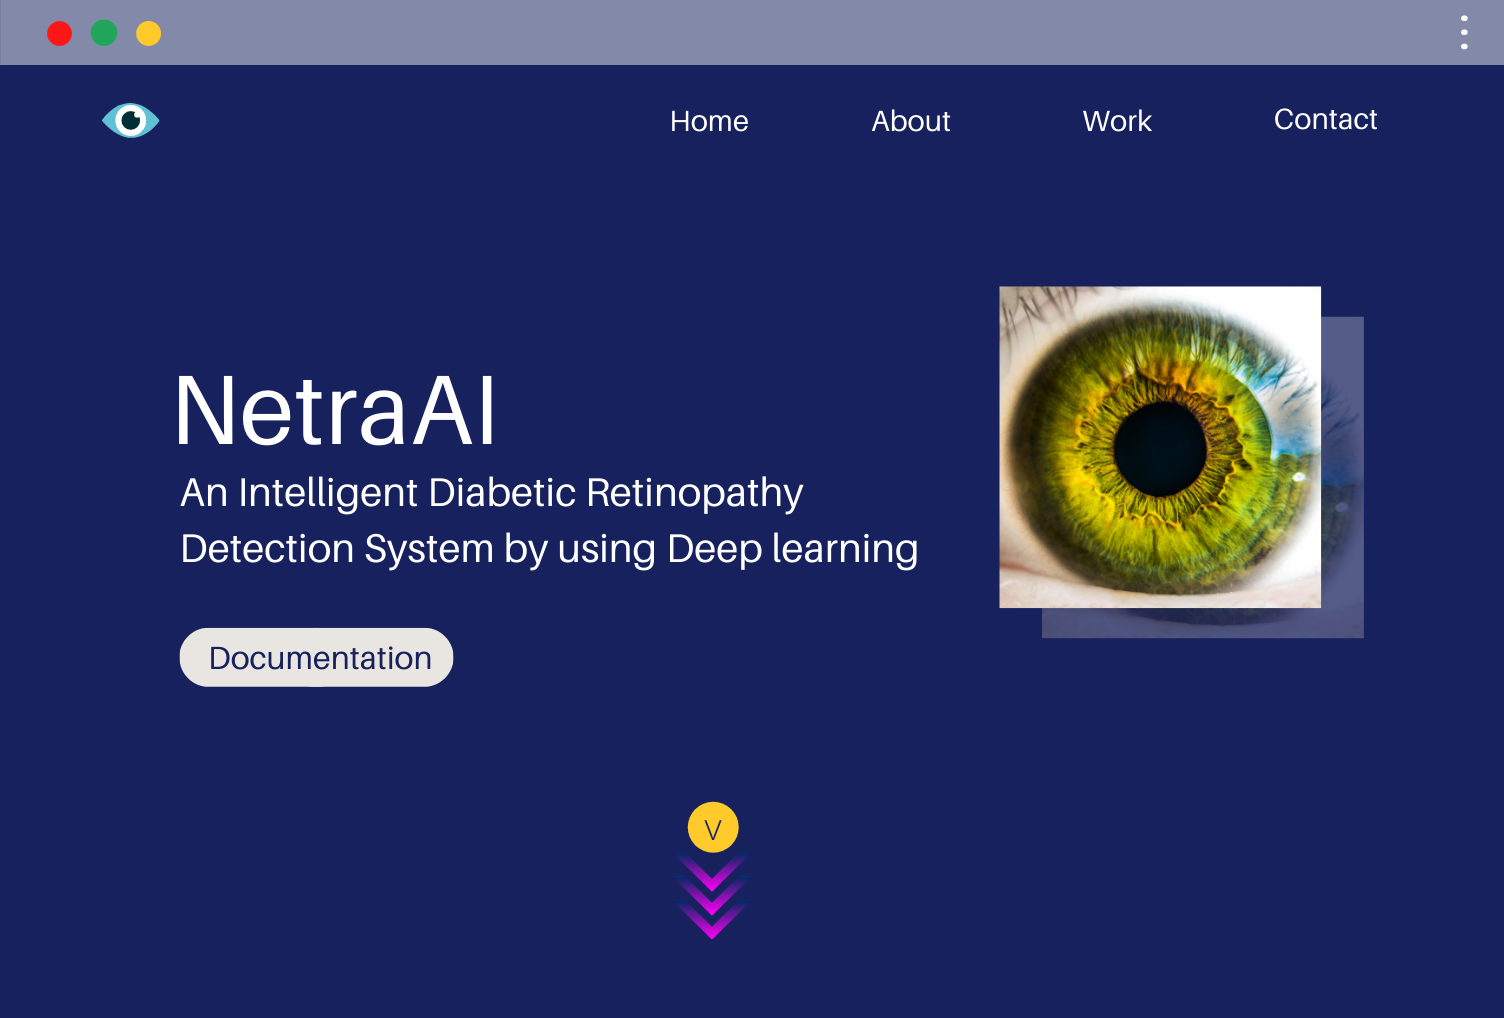 Home About Work Contact
NetraAI
An Intelligent Diabetic Retinopathy
Detection System by using Deep learning
Documentation
V